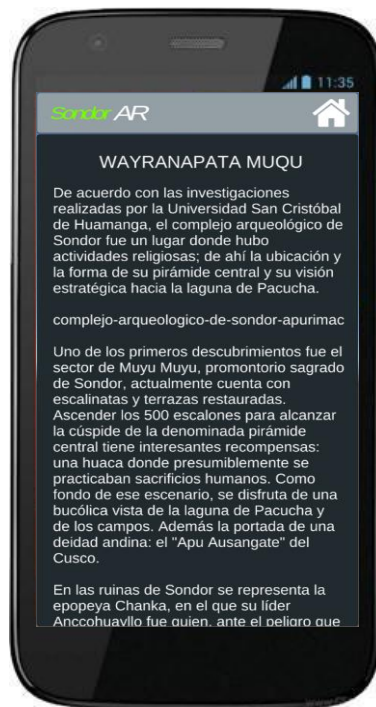 11:35
Sondor AR
WAYRANAPATA MUQU
De acuerdo con las investigaciones
realizadas por la Universidad San Cristóbal
de Huamanga, el complejo arqueológico de
Sondor fue un lugar donde hubo
actividades religiosas; de ahí la ubicación y
la forma de su pirámide central y su visión
estratégica hacia la laguna de Pacucha.
complejo-arqueologico-de-sondor-apurimac
Uno de los primeros descubrimientos fue el
sector de Muyu Muyu, promontorio sagrado
de Sondor, actualmente cuenta con
escalinatas y terrazas restauradas.
Ascender los 500 escalones para alcanzar
la cúspide de la denominada pirámide
central tiene interesantes recompensas:
una huaca donde presumiblemente se
practicaban sacrificios humanos. Como
fondo de ese escenario, se disfruta de una
bucólica vista de la laguna de Pacucha y
de los campos. Además la portada de una
deidad andina: el "Apu Ausangate" del
Cusco.
En las ruinas de Sondor se representa la
epopeya Chanka, en el que su líder
Anccohuayllo fue quien, ante el peligro que